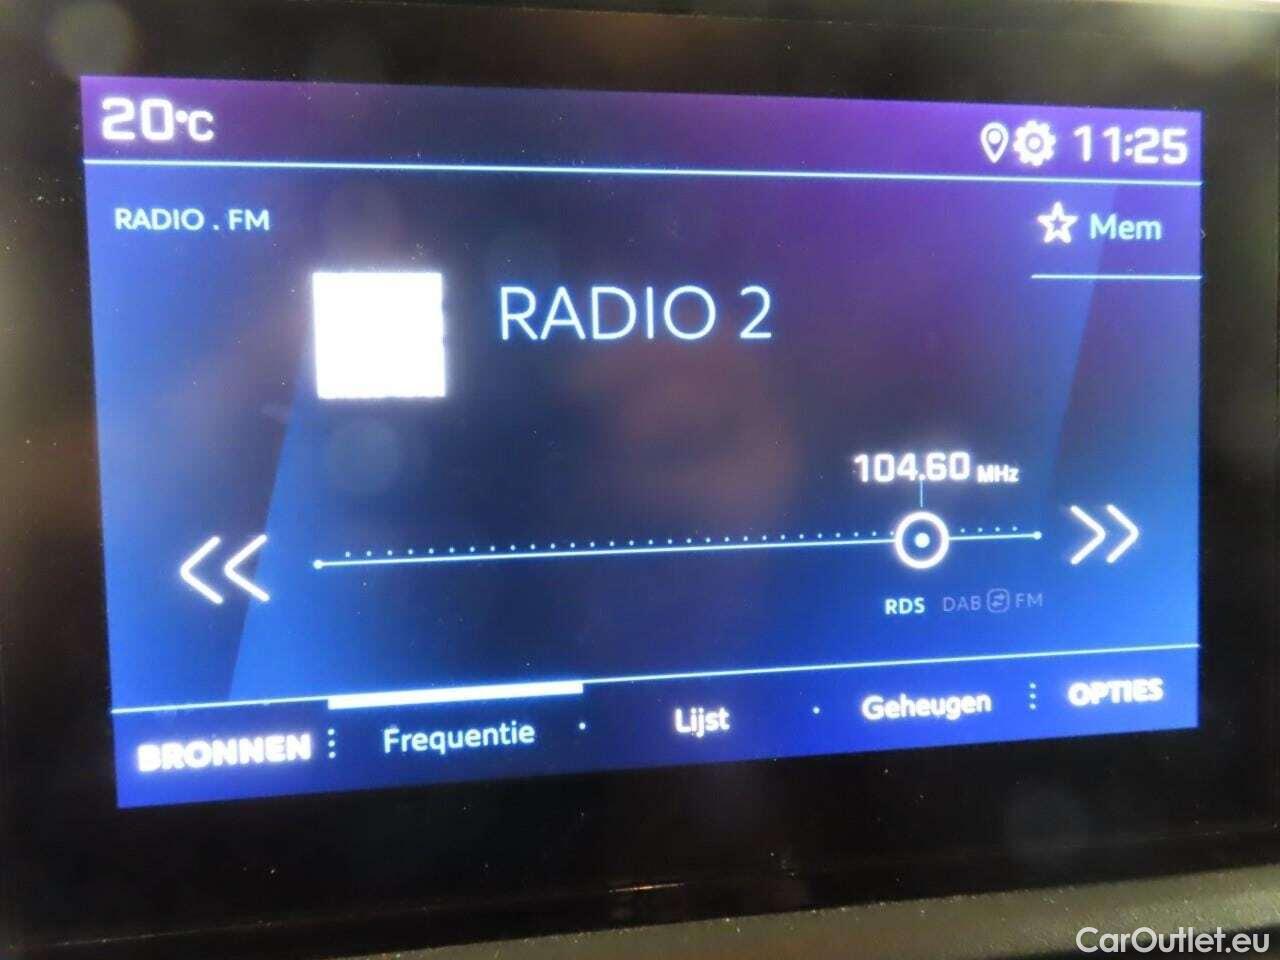 20°C
11:25
RADIO . FM
Mem
RADIO 2
104.60 MHz
RDS DAB FM
BRONNEN Frequentie Lijst Geheugen OPTIES
CarOutlet.eu